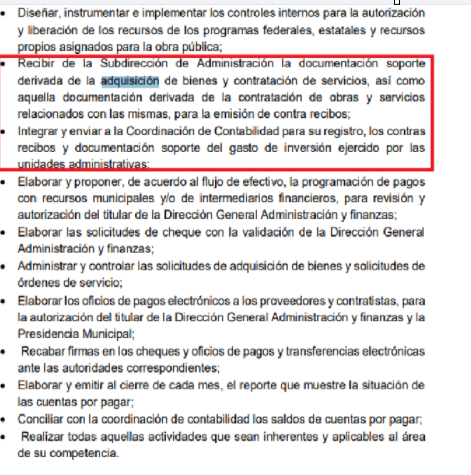 • Diseñar, instrumentar e implementar los controles internos para la autorización
y liberación de los recursos de los programas federales, estatales y recursos
propios asignados para la obra pública;
• Recibir de la Subdirección de Administración la documentación soporte
derivada de la adquisición de bienes y contratación de servicios, así como
aquella documentación derivada de la contratación de obras y servicios
relacionados con las mismas, para la emisión de contra recibos;
• Integrar y enviar a la Coordinación de Contabilidad para su registro, los contras
recibos y documentación soporte del gasto de inversión ejercido por las
unidades administrativas;
• Elaborar y proponer, de acuerdo al flujo de efectivo, la programación de pagos
con recursos municipales y/o de intermediarios financieros, para revisión y
autorización del titular de la Dirección General Administración y finanzas;
• Elaborar las solicitudes de cheque con la validación de la Dirección General
Administración y finanzas;
• Administrar y controlar las solicitudes de adquisición de bienes y solicitudes de
órdenes de servicio;
• Elaborar los oficios de pagos electrónicos a los proveedores y contratistas, para
la autorización del titular de la Dirección General Administración y finanzas y la
Presidencia Municipal;
• Recabar firmas en los cheques y oficios de pagos y transferencias electrónicas
ante las autoridades correspondientes;
• Elaborar y emitir al cierre de cada mes, el reporte que muestre la situación de
las cuentas por pagar;
• Conciliar con la coordinación de contabilidad los saldos de cuentas por pagar;
• Realizar todas aquellas actividades que sean inherentes y aplicables al área
de su competencia.